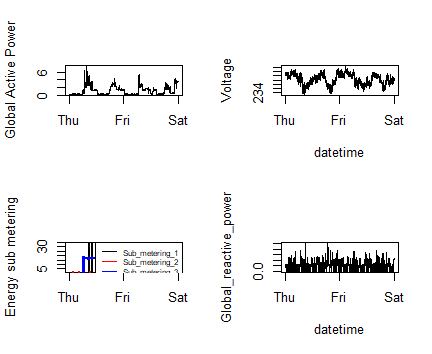 Global Active Power
6
0
Thu Fri Sat
Voltage
234
Thu Fri Sat
datetime
Energy sub metering
30
5
Sub_metering_1
Sub_metering_2
Sub_metering_3
Thu Fri Sat
Global_reactive_power
0.0
Thu Fri Sat
datetime